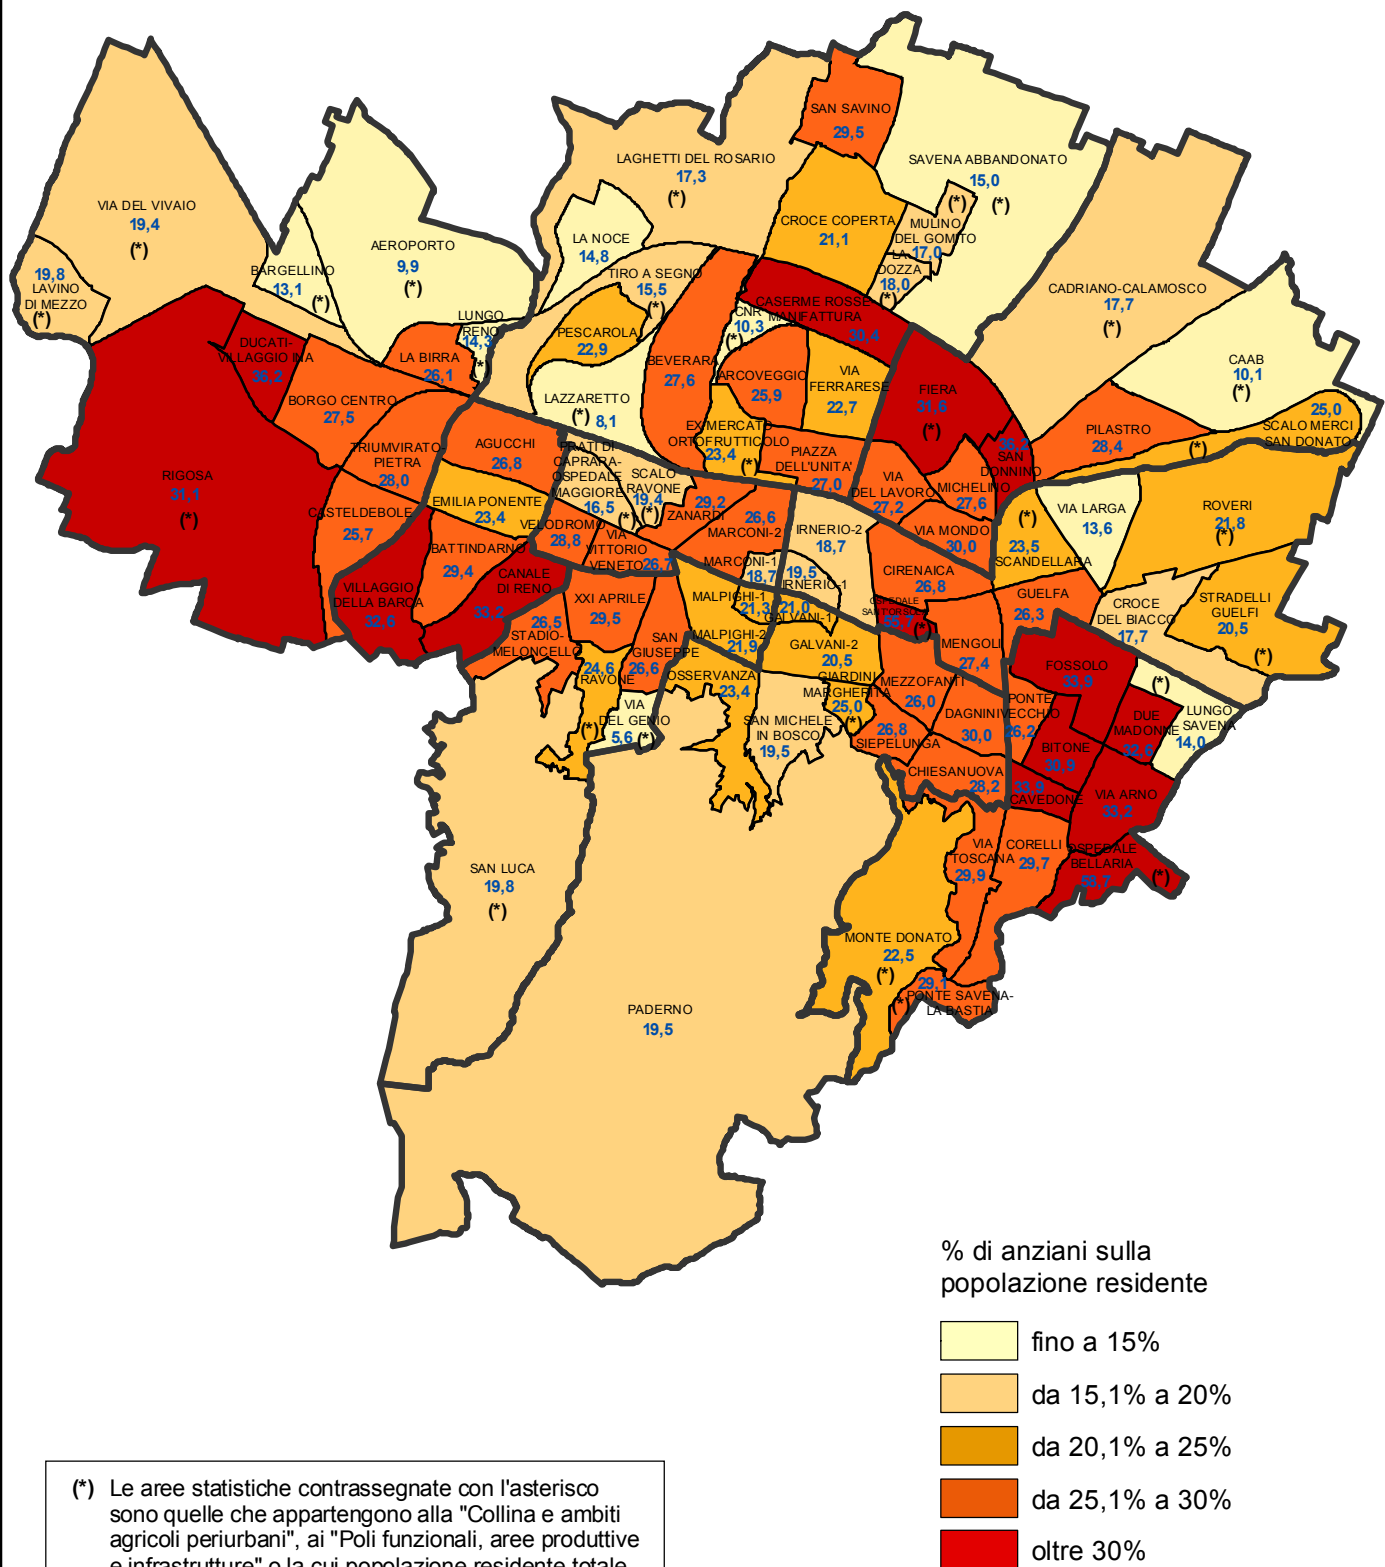 SAN SAVINO
29,5
LAGHETTI DEL ROSARIO
17,3
(*)
SAVENA ABBANDONATO
15,0
(*)
VIA DEL VIVAIO
19,4
(*)
AEROPORTO
9,9
(*)
LA NOCE
14,8
CROCE COPERTA
21,1
MULINO
DEL GOMITO
17,0
(*)
LA
DOZZA
18,0
(*)
19,8
LAVINO
DI MEZZO
(*)
BARGELLINO
13,1
(*)
TIRO A SEGNO
15,5
(*)
CADRIANO-CALAMOSCO
17,7
(*)
LUNGO
RENO
14,3
(*)
PESCAROLA
22,9
CNR
10,3
(*)
CASERME ROSSE-
MANIFATTURA
30,4
DUCATI-
VILLAGGIO INA
36,2
LA BIRRA
26,1
BEVERARA
27,6
ARCOVEGGIO
25,9
VIA
FERRARESE
22,7
CAAB
10,1
(*)
FIERA
31,6
(*)
BORGO CENTRO
27,5
LAZZARETTO
(*) 8,1
25,0
SCALO MERCI
SAN DONATO
(*)
EX MERCATO
ORTOFRUTTICOLO
23,4
(*)
PILASTRO
28,4
TRIUMVIRATO-
PIETRA
28,0
AGUCCHI
26,8
PRATI DI
CAPRARA-
OSPEDALE
MAGGIORE
16,5
(*)
SCALO
RAVONE
19,4
(*)
PIAZZA
DELL'UNITA'
27,0
36,2
SAN
DONNINO
RIGOSA
31,1
(*)
VIA
DEL LAVORO
27,2
MICHELINO
27,6
CASTELDEBOLE
25,7
EMILIA PONENTE
23,4
29,2
ZANARDI
26,6
MARCONI-2
VIA LARGA
13,6
ROVERI
21,8
(*)
VELODROMO
28,8
VIA
VITTORIO
VENETO
26,7
IRNERIO-2
18,7
VIA MONDO
30,0
(*)
23,5
SCANDELLARA
BATTINDARNO
29,4
MARCONI-1
18,7
19,5
IRNERIO-1
CIRENAICA
26,8
VILLAGGIO
DELLA BARCA
32,6
CANALE
DI RENO
33,2
XXI APRILE
29,5
MALPIGHI-1
21,3
21,0
GALVANI-1
OSPEDALE
SANT'ORSOLA
55,7
(*)
GUELFA
26,3
CROCE
DEL BIACCO
17,7
STRADELLI
GUELFI
20,5
(*)
26,5
STADIO-
MELONCELLO
SAN
GIUSEPPE
26,6
MALPIGHI-2
21,9
GALVANI-2
20,5
MENGOLI
27,4
24,6
RAVONE
(*)
OSSERVANZA
23,4
GIARDINI
MARGHERITA
25,0
(*)
MEZZOFANTI
26,0
FOSSOLO
33,9
(*)
VIA
DEL GENIO
5,6 (*)
SAN MICHELE
IN BOSCO
19,5
26,8
SIEPELUNGA
DAGNINI
30,0
PONTE
VECCHIO
26,2
DUE
MADONNE
32,6
LUNGO
SAVENA
14,0
BITONE
30,9
CHIESANUOVA
28,2
33,9
CAVEDONE
VIA ARNO
33,2
SAN LUCA
19,8
(*)
VIA
TOSCANA
29,9
CORELLI
29,7
OSPEDALE
BELLARIA
(*)
MONTE DONATO
22,5
(*)
29,1
(*)
PONTE SAVENA-
LA BASTIA
PADERNO
19,5
% di anziani sulla
popolazione residente
fino a 15%
da 15,1% a 20%
da 20,1% a 25%
da 25,1% a 30%
oltre 30%
(*) Le aree statistiche contrassegnate con l'asterisco
sono quelle che appartengono alla "Collina e ambiti
agricoli periurbani", ai "Poli funzionali, aree produttive
e infrastrutture" o la cui popolazione residente totale